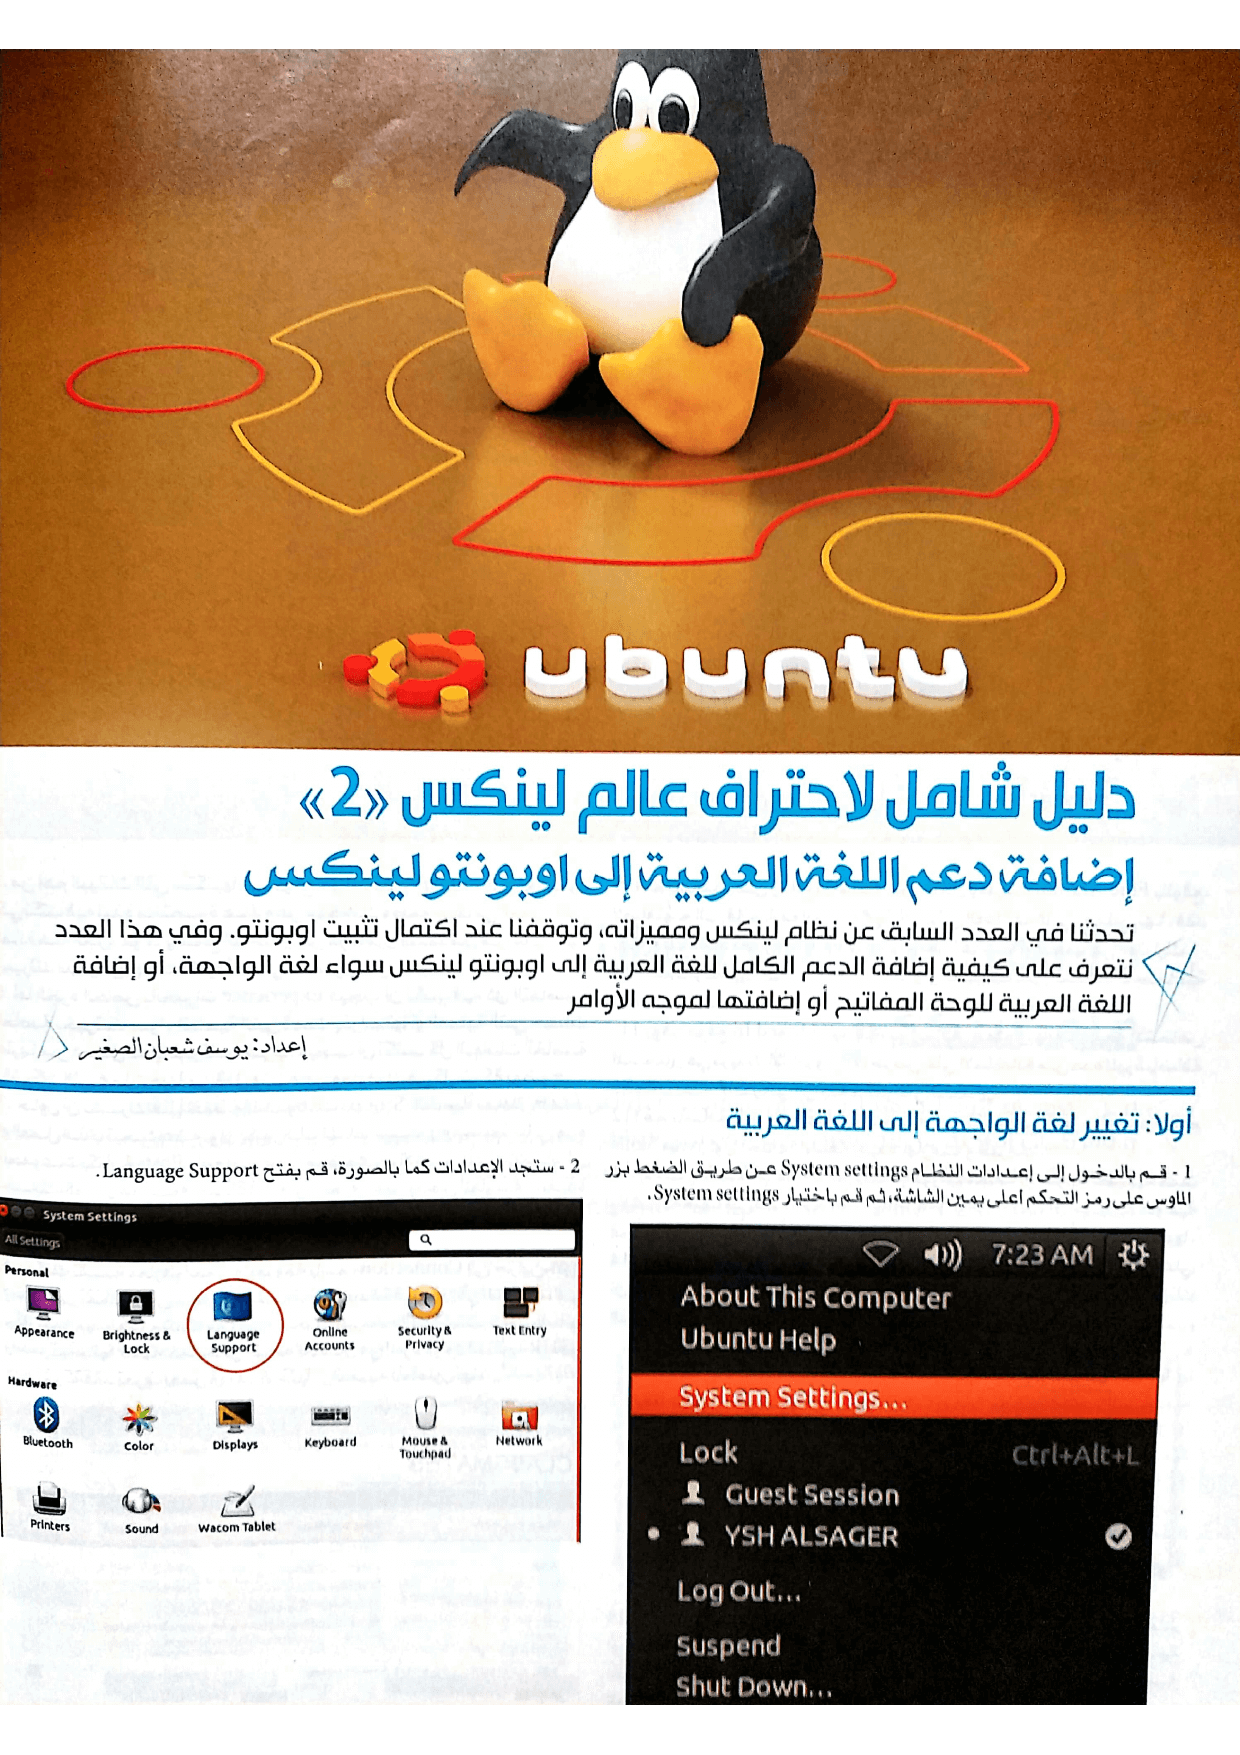 ubuntu
دليل شامل لاحتراف عالم لينكس «2»
إضافة دعم اللغة العربية إلى اوبونتو لينكس
تحدثنا في العدد السابق عن نظام لينكس ومميزاته، وتوقفنا عند اكتمال تثبيت اوبونتو. وفي هذا العدد
نتعرف على كيفية إضافة الدعم الكامل للغة العربية إلى اوبونتو لينكس سواء لغة الواجهة، أو إضافة
اللغة العربية للوحة المفاتيح أو إضافتها لموجه الأوامر
إعداد: يوسف شعبان الصغير
أولا: تغيير لغة الواجهة إلى اللغة العربية
1 - قم بالدخول إلى إعدادات النظام System settings عن طريق الضغط بزر
الماوس على رمز التحكم اعلى يمين الشاشة، ثم قم باختيار System settings.
7:23 AM
About This Computer
Ubuntu Help
System Settings...
Lock Ctrl+Alt+L
Guest Session
YSH ALSAGER
Log Out...
Suspend
Shut Down...
2 - ستجد الإعدادات كما بالصورة، قم بفتح Language Support.
System Settings
All Settings
Personal
Appearance
Brightness &
Lock
Language
Support
Online
Accounts
Security &
Privacy
Text Entry
Hardware
Bluetooth
Color
Displays
Keyboard
Mouse &
Touchpad
Network
Printers
Sound
Wacom Tablet